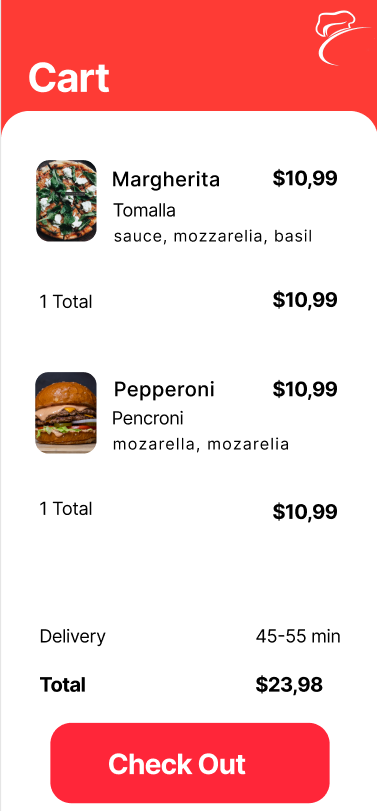 Cart
Margherita $10,99
Tomalla
sauce, mozzarelia, basil
1 Total $10,99
Pepperoni $10,99
Pencroni
mozarella, mozarelia
1 Total $10,99
Delivery 45-55 min
Total $23,98
Check Out